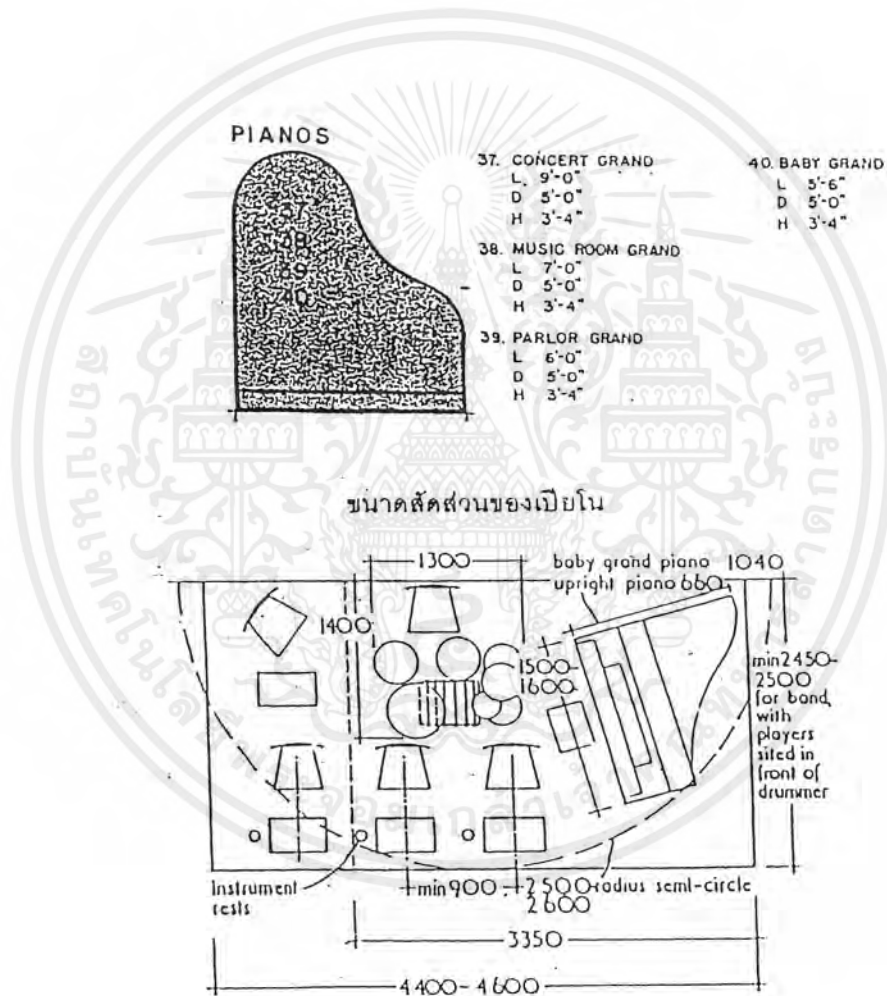 PIANOS
37
38
39
40
37. CONCERT GRAND
L. 9'-0"
D 5'-0"
H 3'-4"
38. MUSIC ROOM GRAND
L 7'-0"
D 5'-0"
H 3'-4"
39. PARLOR GRAND
L 6'-0"
D 5'-0"
H 3'-4"
40. BABY GRAND
L 5'-6"
D 5'-0"
H 3'-4"
ขนาดสัดส่วนของเปียโน
1300
baby grand piano 1040
upright piano 660
1400
1500
1600
min 2450-
2500
for band
with
players
sited in
front of
drummer
Instrument
rests
min 900
2500 radius semi-circle
2600
3350
4400-4600